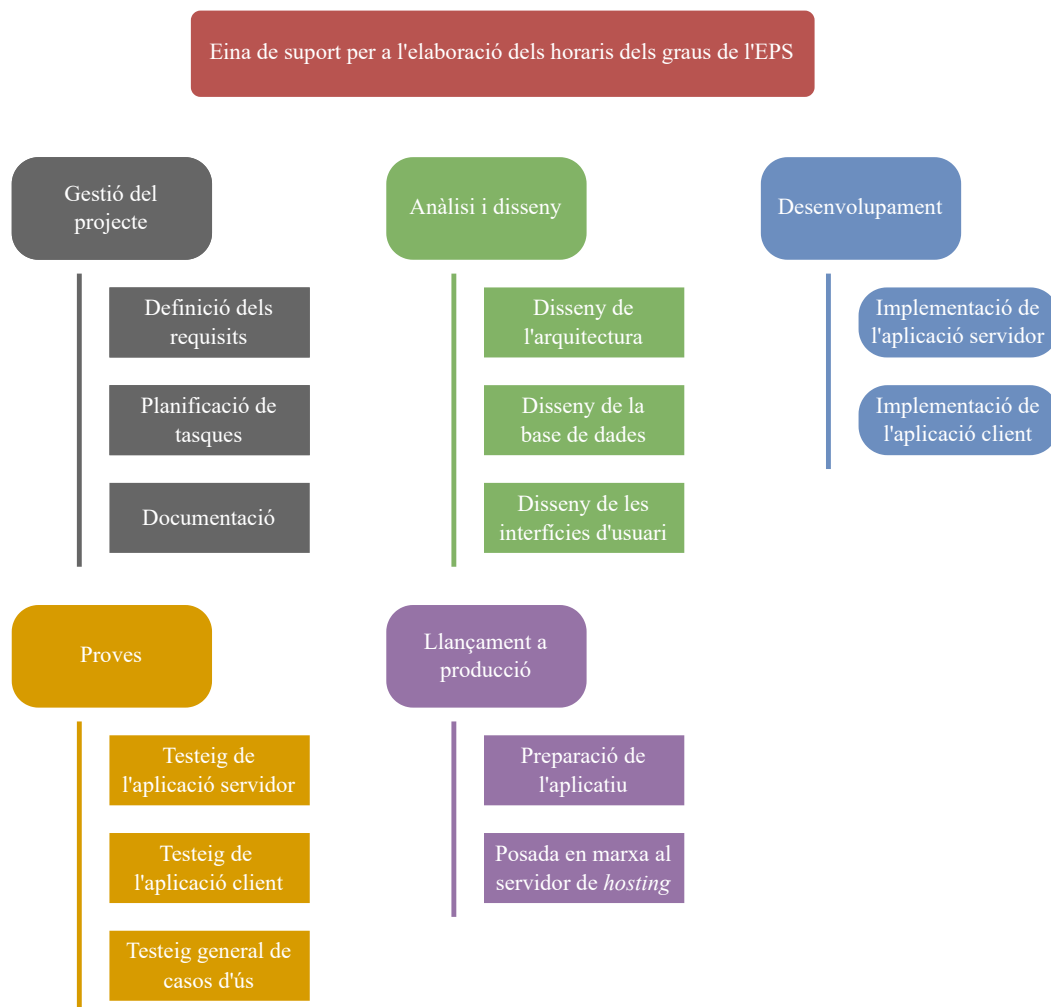 Eina de suport per a l'elaboració dels horaris dels graus de l'EPS
Gestió del
projecte
Definició dels
requisits
Planificació de
tasques
Documentació
Anàlisi i disseny
Disseny de
l'arquitectura
Disseny de la
base de dades
Disseny de les
interfícies d'usuari
Desenvolupament
Implementació de
l'aplicació servidor
Implementació de
l'aplicació client
Proves
Testeig de
l'aplicació servidor
Testeig de
l'aplicació client
Testeig general de
casos d'ús
Llançament a
producció
Preparació de
l'aplicatiu
Posada en marxa al
servidor de hosting